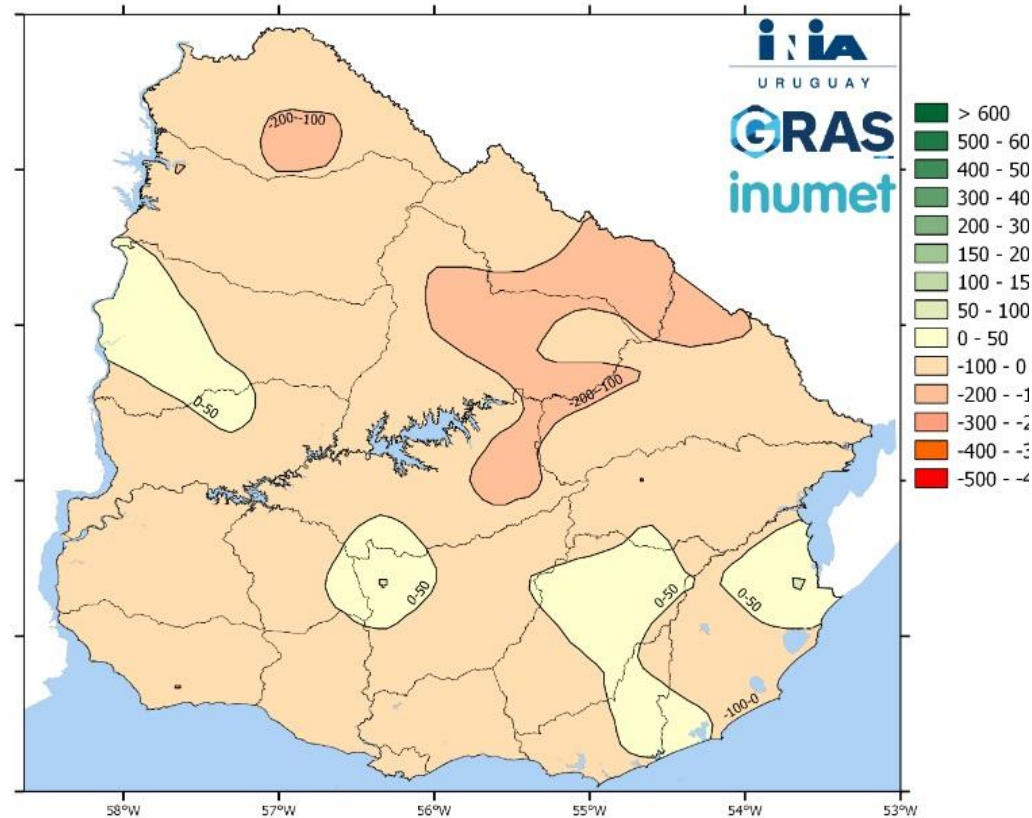 INIA
URUGUAY
GRAS
inumet
> 600
500 - 60
400 - 50
300 - 40
200 - 30
150 - 20
100 - 15
50 - 100
0 - 50
-100 - 0
-200 - -1
-300 - -2
-400 - -3
-500 - -4
-200--100
0-50
-200--100
0-50
0-50
0-50
-100-0
58°W
57°W
56°W
55°W
54°W
53°W